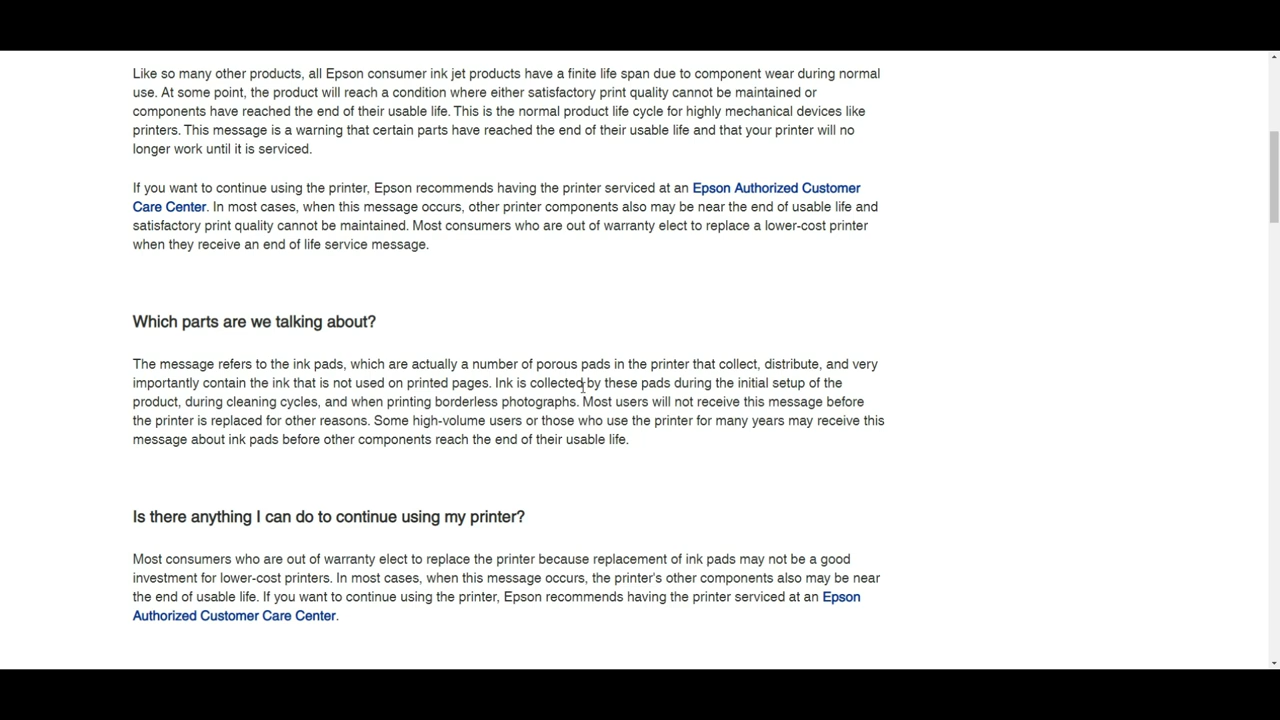 Like so many other products, all Epson consumer ink jet products have a finite life span due to component wear during normal
use. At some point, the product will reach a condition where either satisfactory print quality cannot be maintained or
components have reached the end of their usable life. This is the normal product life cycle for highly mechanical devices like
printers. This message is a warning that certain parts have reached the end of their usable life and that your printer will no
longer work until it is serviced.
If you want to continue using the printer, Epson recommends having the printer serviced at an Epson Authorized Customer
Care Center. In most cases, when this message occurs, other printer components also may be near the end of usable life and
satisfactory print quality cannot be maintained. Most consumers who are out of warranty elect to replace a lower-cost printer
when they receive an end of life service message.
Which parts are we talking about?
The message refers to the ink pads, which are actually a number of porous pads in the printer that collect, distribute, and very
importantly contain the ink that is not used on printed pages. Ink is collected by these pads during the initial setup of the
product, during cleaning cycles, and when printing borderless photographs. Most users will not receive this message before
the printer is replaced for other reasons. Some high-volume users or those who use the printer for many years may receive this
message about ink pads before other components reach the end of their usable life.
Is there anything I can do to continue using my printer?
Most consumers who are out of warranty elect to replace the printer because replacement of ink pads may not be a good
investment for lower-cost printers. In most cases, when this message occurs, the printer's other components also may be near
the end of usable life. If you want to continue using the printer, Epson recommends having the printer serviced at an Epson
Authorized Customer Care Center.